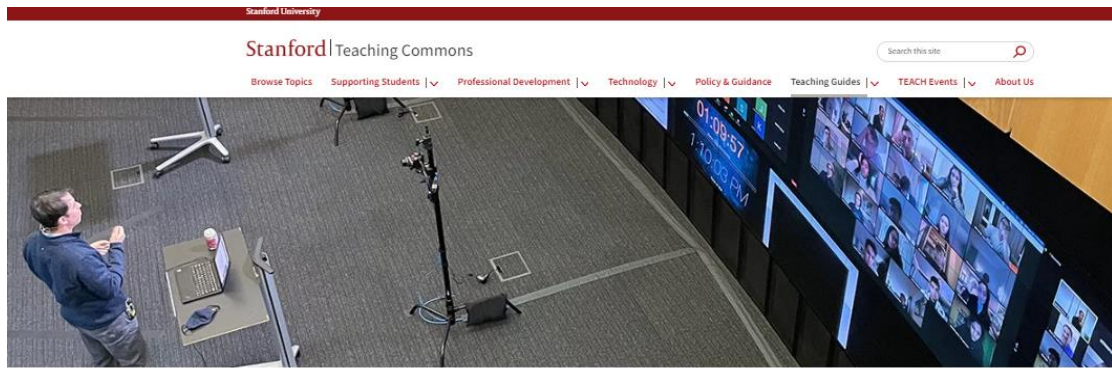 Stanford University
Stanford | Teaching Commons
Search this site
Browse Topics Supporting Students Professional Development Technology Policy & Guidance Teaching Guides TEACH Events About Us
01:09:57
1:10:03 PM